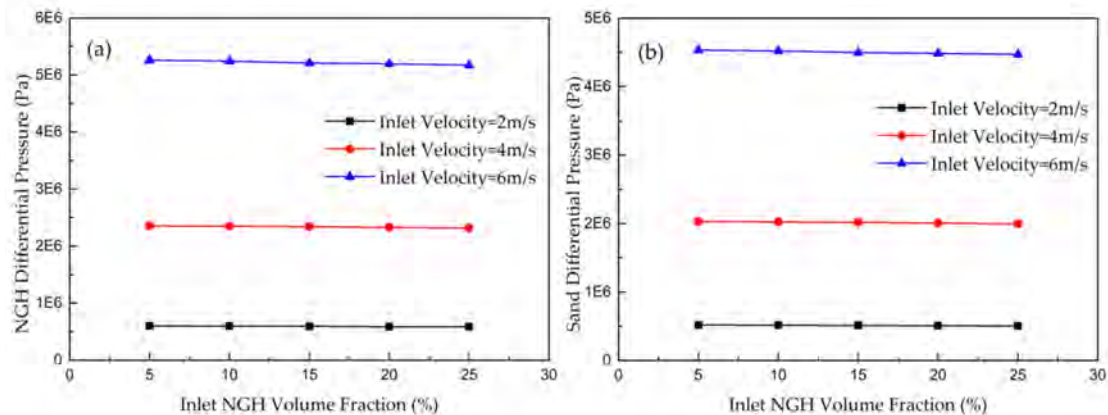 (a)
NGH Differential Pressure (Pa)
6E6
5E6
4E6
3E6
2E6
1E6
0
Inlet Velocity=2m/s
Inlet Velocity=4m/s
Inlet Velocity=6m/s
0 5 10 15 20 25 30
Inlet NGH Volume Fraction (%)
(b)
Sand Differential Pressure (Pa)
5E6
4E6
3E6
2E6
1E6
0
Inlet Velocity=2m/s
Inlet Velocity=4m/s
Inlet Velocity=6m/s
0 5 10 15 20 25 30
Inlet NGH Volume Fraction (%)